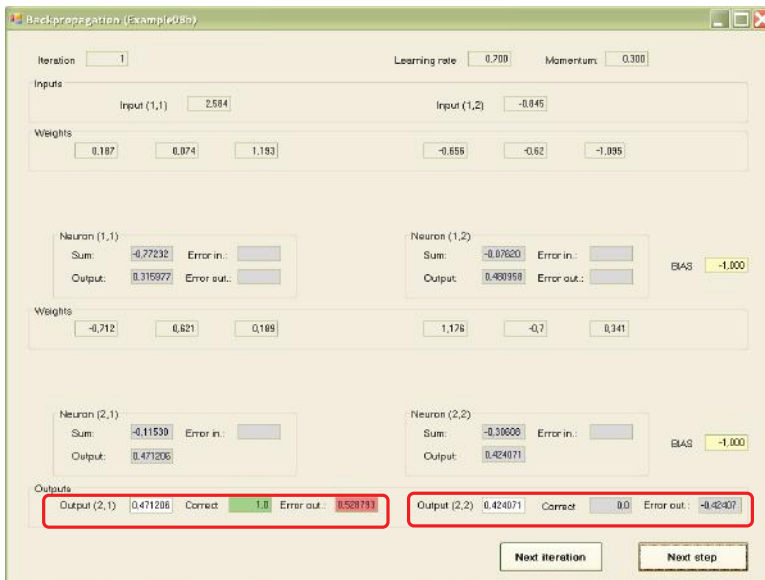 Backpropagation (Example08b)
Iteration 1 Learning rate 0.700 Momentum: 0.300
Inputs
Input (1,1) 2,584 Input (1,2) -0.845
Weights
0,187 0,074 1,193 -0,656 -0,62 -1,095
Neuron (1,1) Neuron (1,2)
Sum: -0,77232 Error in.: Sum: -0,07620 Error in.:
BIAS -1,000
Output: 0.315977 Error out.: Output: 0.480958 Error out.:
Weights
-0,712 0,621 0,189 1,176 -0,7 0,341
Neuron (2,1) Neuron (2,2)
Sum: -0,11530 Error in.: Sum: -0,30608 Error in.:
BIAS -1,000
Output: 0.471206 Output: 0.424071
Outputs
Output (2,1) 0,471206 Correct 1.0 Error out.: 0,528793 Output (2,2) 0,424071 Correct 0.0 Error out.: -0,42407
Next iteration Next step